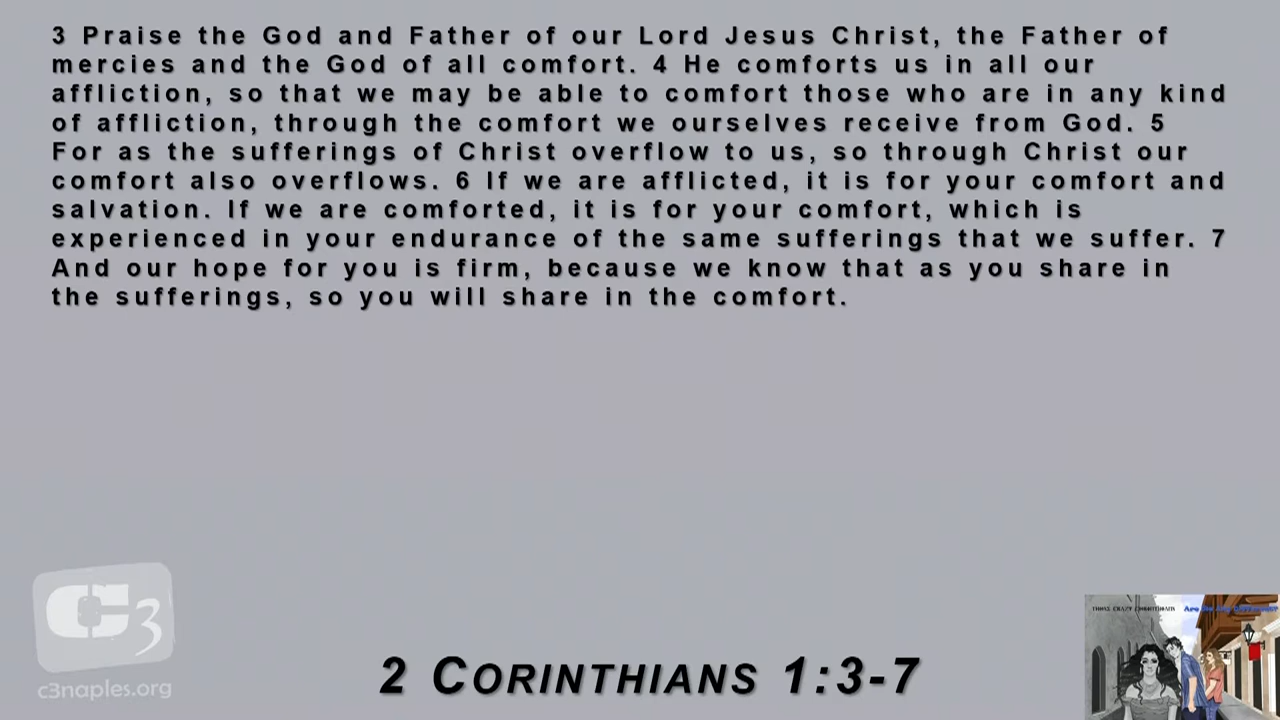 3 Praise the God and Father of our Lord Jesus Christ, the Father of
mercies and the God of all comfort. 4 He comforts us in all our
affliction, so that we may be able to comfort those who are in any kind
of affliction, through the comfort we ourselves receive from God. 5
For as the sufferings of Christ overflow to us, so through Christ our
comfort also overflows. 6 If we are afflicted, it is for your comfort and
salvation. If we are comforted, it is for your comfort, which is
experienced in your endurance of the same sufferings that we suffer. 7
And our hope for you is firm, because we know that as you share in
the sufferings, so you will share in the comfort.
C3
c3naples.org
2 CORINTHIANS 1:3-7
THOSE CRAZY CORINTHIANS
Are We Any Different?